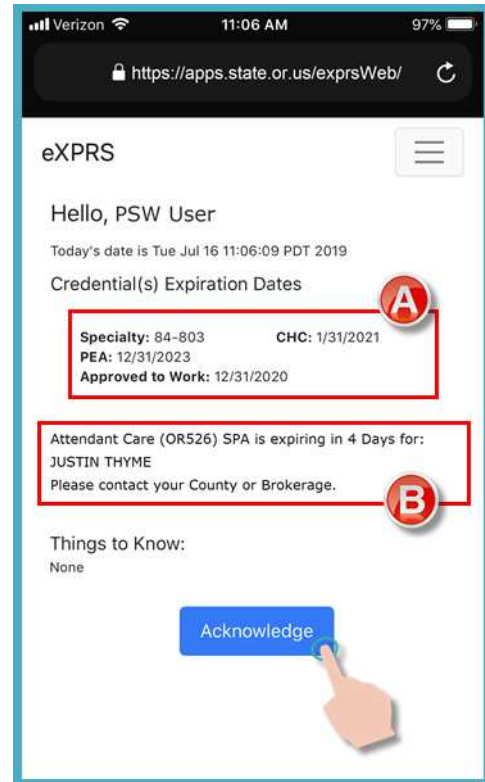 Verizon 11:06 AM 97%
https://apps.state.or.us/exprsWeb/
eXPRS
Hello, PSW User
Today's date is Tue Jul 16 11:06:09 PDT 2019
Credential(s) Expiration Dates
A
Specialty: 84-803 CHC: 1/31/2021
PEA: 12/31/2023
Approved to Work: 12/31/2020
Attendant Care (OR526) SPA is expiring in 4 Days for:
JUSTIN THYME
Please contact your County or Brokerage.
B
Things to Know:
None
Acknowledge